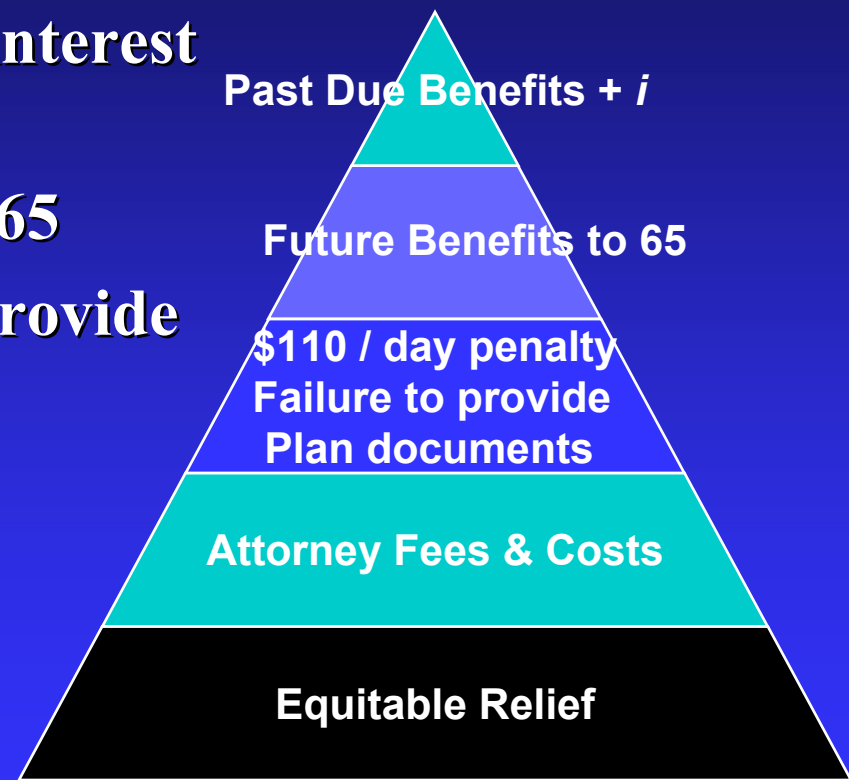 nterest
65
rovide
Past Due Benefits + i
Future Benefits to 65
$110 / day penalty
Failure to provide
Plan documents
Attorney Fees & Costs
Equitable Relief